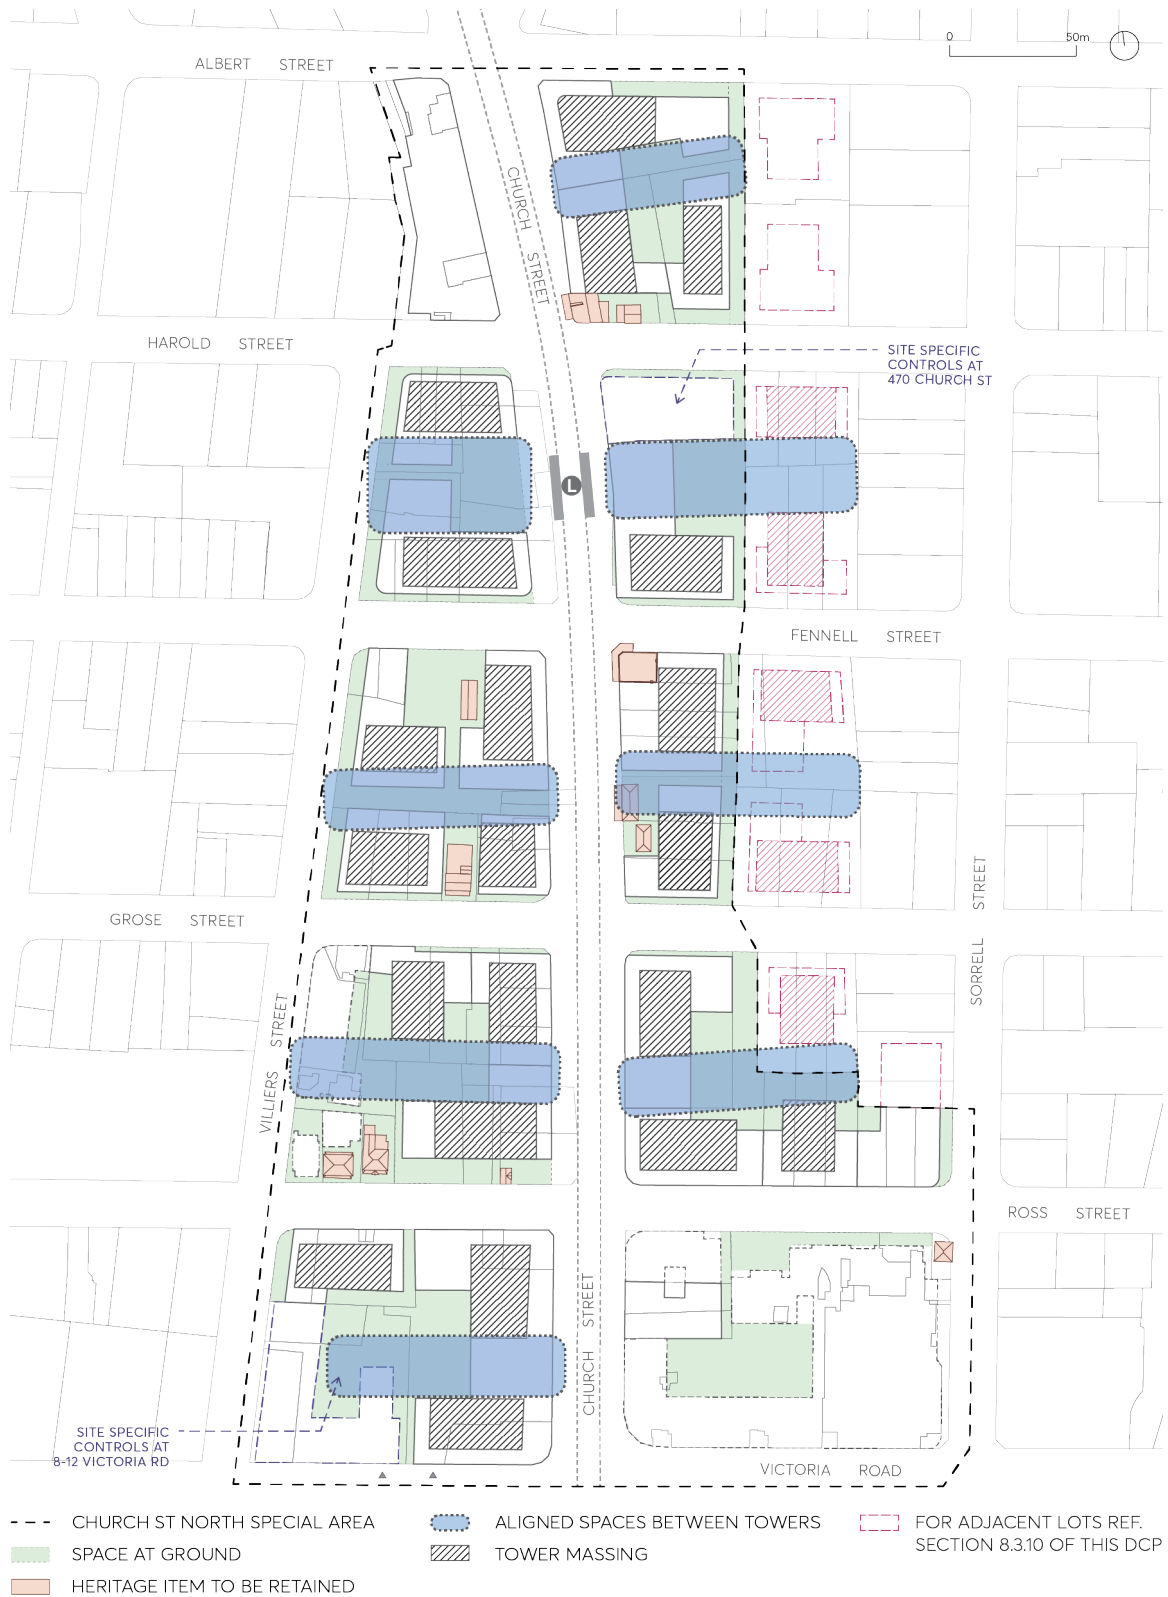 0 50m
ALBERT STREET
CHURCH STREET
HAROLD STREET
SITE SPECIFIC
CONTROLS AT
470 CHURCH ST
L
FENNELL STREET
SORRELL STREET
GROSE STREET
VILLIERS STREET
ROSS STREET
CHURCH STREET
SITE SPECIFIC
CONTROLS AT
8-12 VICTORIA RD
VICTORIA ROAD
CHURCH ST NORTH SPECIAL AREA
SPACE AT GROUND
HERITAGE ITEM TO BE RETAINED
ALIGNED SPACES BETWEEN TOWERS
TOWER MASSING
FOR ADJACENT LOTS REF.
SECTION 8.3.10 OF THIS DCP